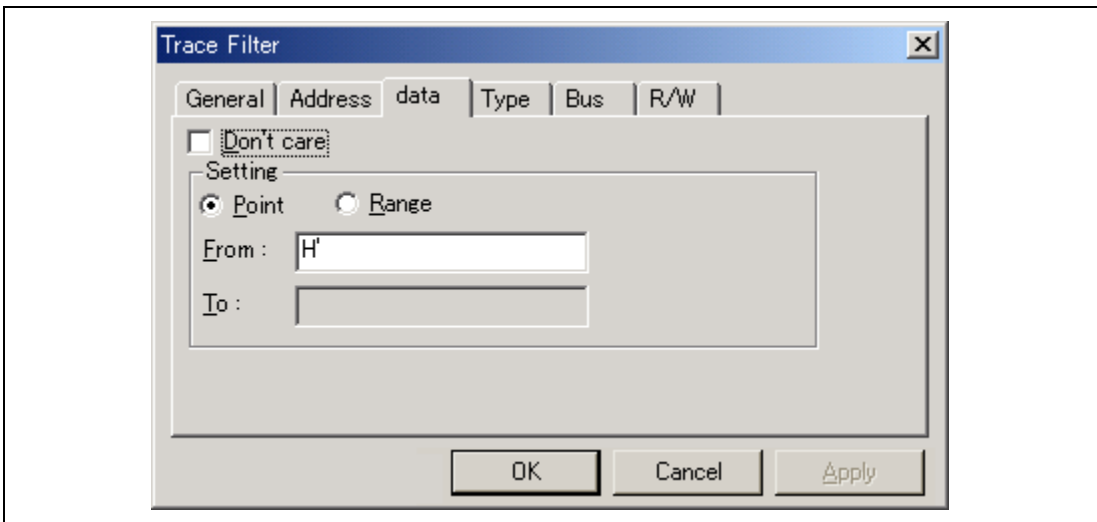 Trace Filter
General Address data Type Bus R/W
Don't care
Setting
Point Range
From : H'
To :
OK Cancel Apply